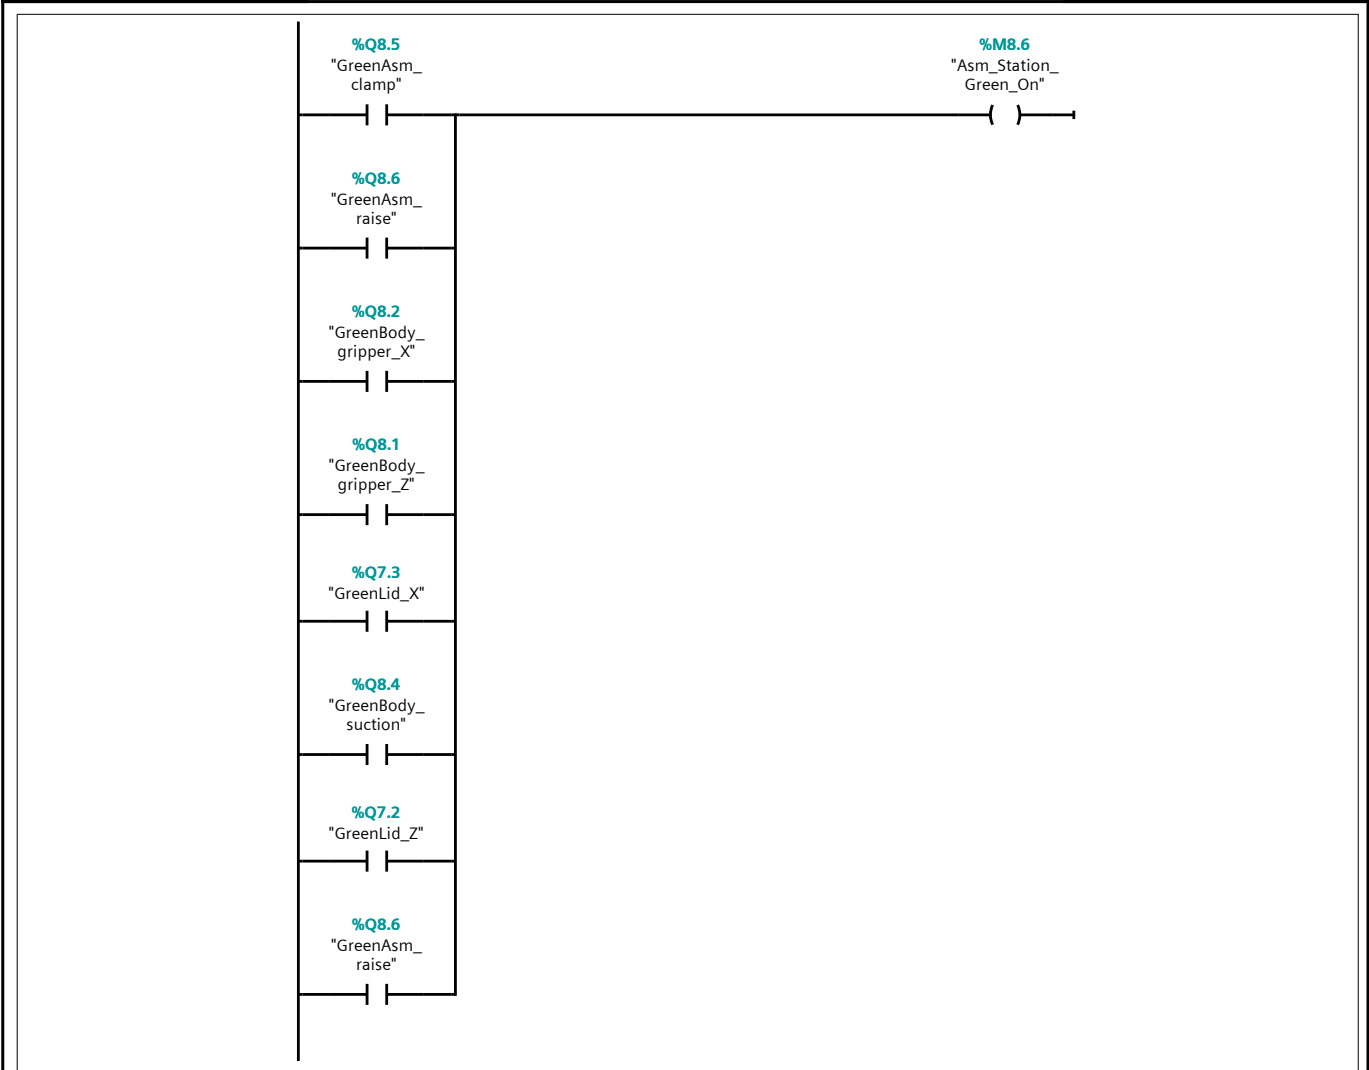 %Q8.5
"GreenAsm_
clamp"
%M8.6
"Asm_Station_
Green_On"
%Q8.6
"GreenAsm_
raise"
%Q8.2
"GreenBody_
gripper_X"
%Q8.1
"GreenBody_
gripper_Z"
%Q7.3
"GreenLid_X"
%Q8.4
"GreenBody_
suction"
%Q7.2
"GreenLid_Z"
%Q8.6
"GreenAsm_
raise"